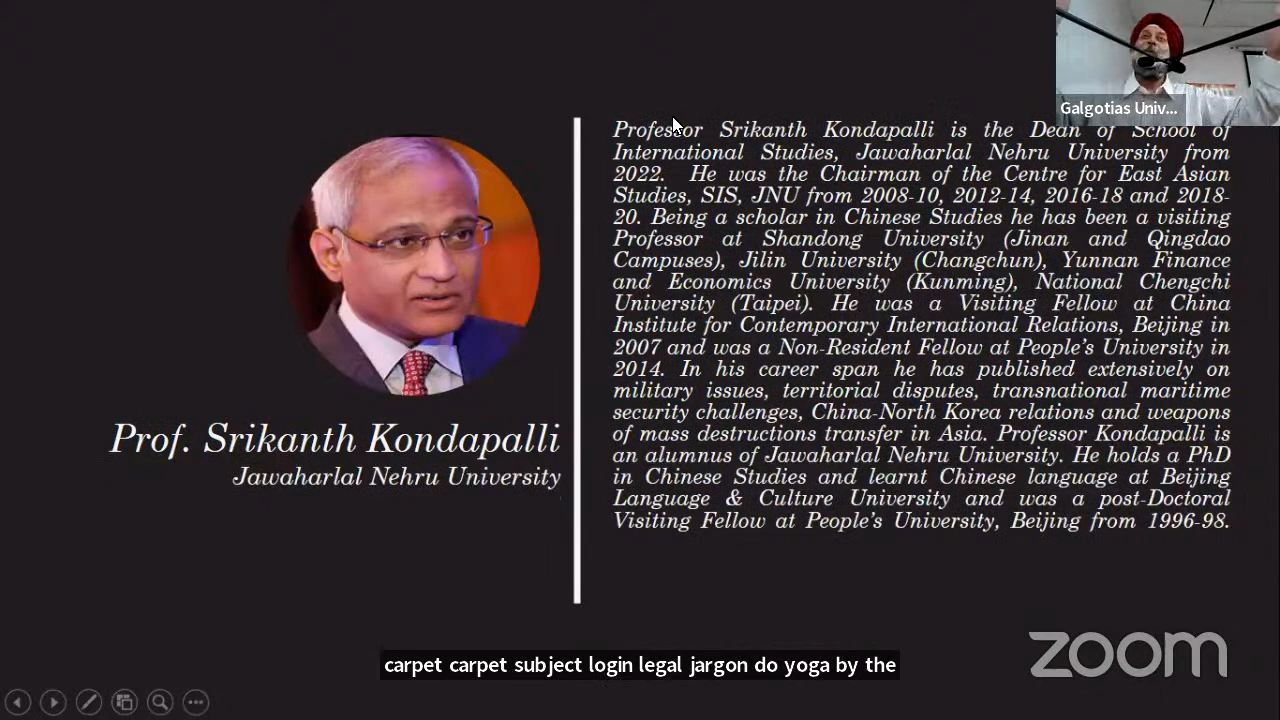 Galgotias Univ...
Professor Srikanth Kondapalli is the Dean of School of
International Studies, Jawaharlal Nehru University from
2022. He was the Chairman of the Centre for East Asian
Studies, SIS, JNU from 2008-10, 2012-14, 2016-18 and 2018-
20. Being a scholar in Chinese Studies he has been a visiting
Professor at Shandong University (Jinan and Qingdao
Campuses), Jilin University (Changchun), Yunnan Finance
and Economics University (Kunming), National Chengchi
University (Taipei). He was a Visiting Fellow at China
Institute for Contemporary International Relations, Beijing in
2007 and was a Non-Resident Fellow at People's University in
2014. In his career span he has published extensively on
military issues, territorial disputes, transnational maritime
security challenges, China-North Korea relations and weapons
of mass destructions transfer in Asia. Professor Kondapalli is
an alumnus of Jawaharlal Nehru University. He holds a PhD
in Chinese Studies and learnt Chinese language at Beijing
Language & Culture University and was a post-Doctoral
Visiting Fellow at People's University, Beijing from 1996-98.
Prof. Srikanth Kondapalli
Jawaharlal Nehru University
carpet carpet subject login legal jargon do yoga by the
zoom